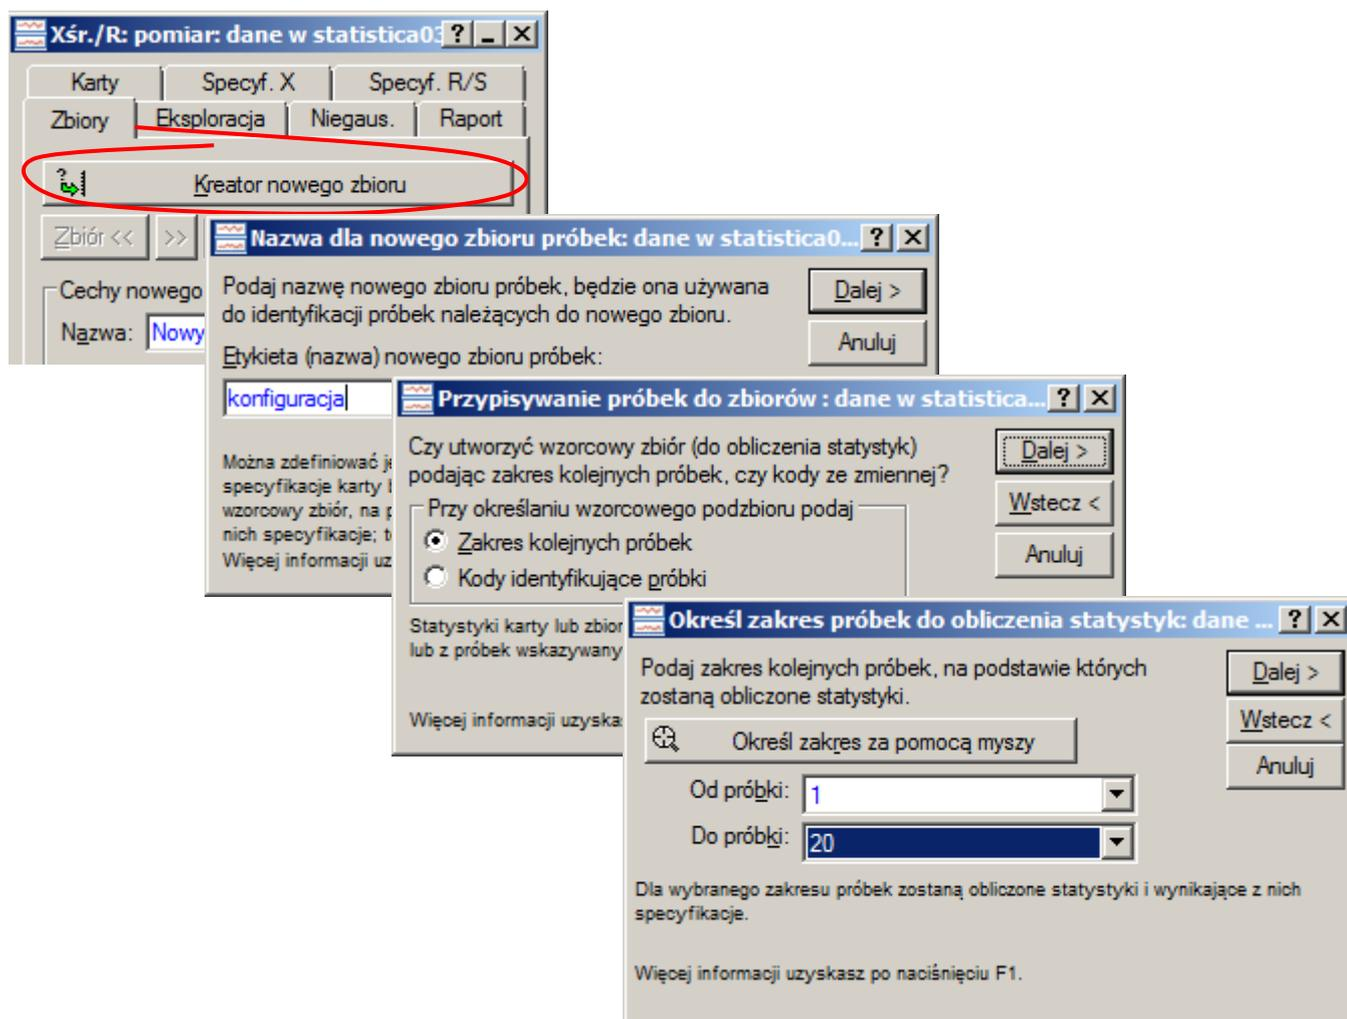 Xśr./R: pomiar: dane w statistica03
Karty Specyf. X Specyf. R/S
Zbiory Eksploracja Niegaus. Raport
Kreator nowego zbioru
Zbiór << >>
Cechy nowego
Nazwa: Nowy
Nazwa dla nowego zbioru próbek: dane w statistica0...
Podaj nazwę nowego zbioru próbek, będzie ona używana
do identyfikacji próbek należących do nowego zbioru.
Dalej >
Anuluj
Etykieta (nazwa) nowego zbioru próbek:
konfiguracja
Można zdefiniować
specyfikacje karty
wzorcowy zbiór, na
nich specyfikacje;
Więcej informacji
Przypisywanie próbek do zbiorów : dane w statistica...
Czy utworzyć wzorcowy zbiór (do obliczenia statystyk)
podając zakres kolejnych próbek, czy kody ze zmiennej?
Dalej >
Wstecz <
Anuluj
Przy określaniu wzorcowego podzbioru podaj
Zakres kolejnych próbek
Kody identyfikujące próbki
Statystyki karty lub
lub z próbek
Więcej informacji
Określ zakres próbek do obliczenia statystyk: dane ...
Podaj zakres kolejnych próbek, na podstawie których
zostaną obliczone statystyki.
Dalej >
Wstecz <
Anuluj
Określ zakres za pomocą myszy
Od próbki: 1
Do próbki: 20
Dla wybranego zakresu próbek zostaną obliczone statystyki i wynikające z nich
specyfikacje.
Więcej informacji uzyskasz po naciśnięciu F1.